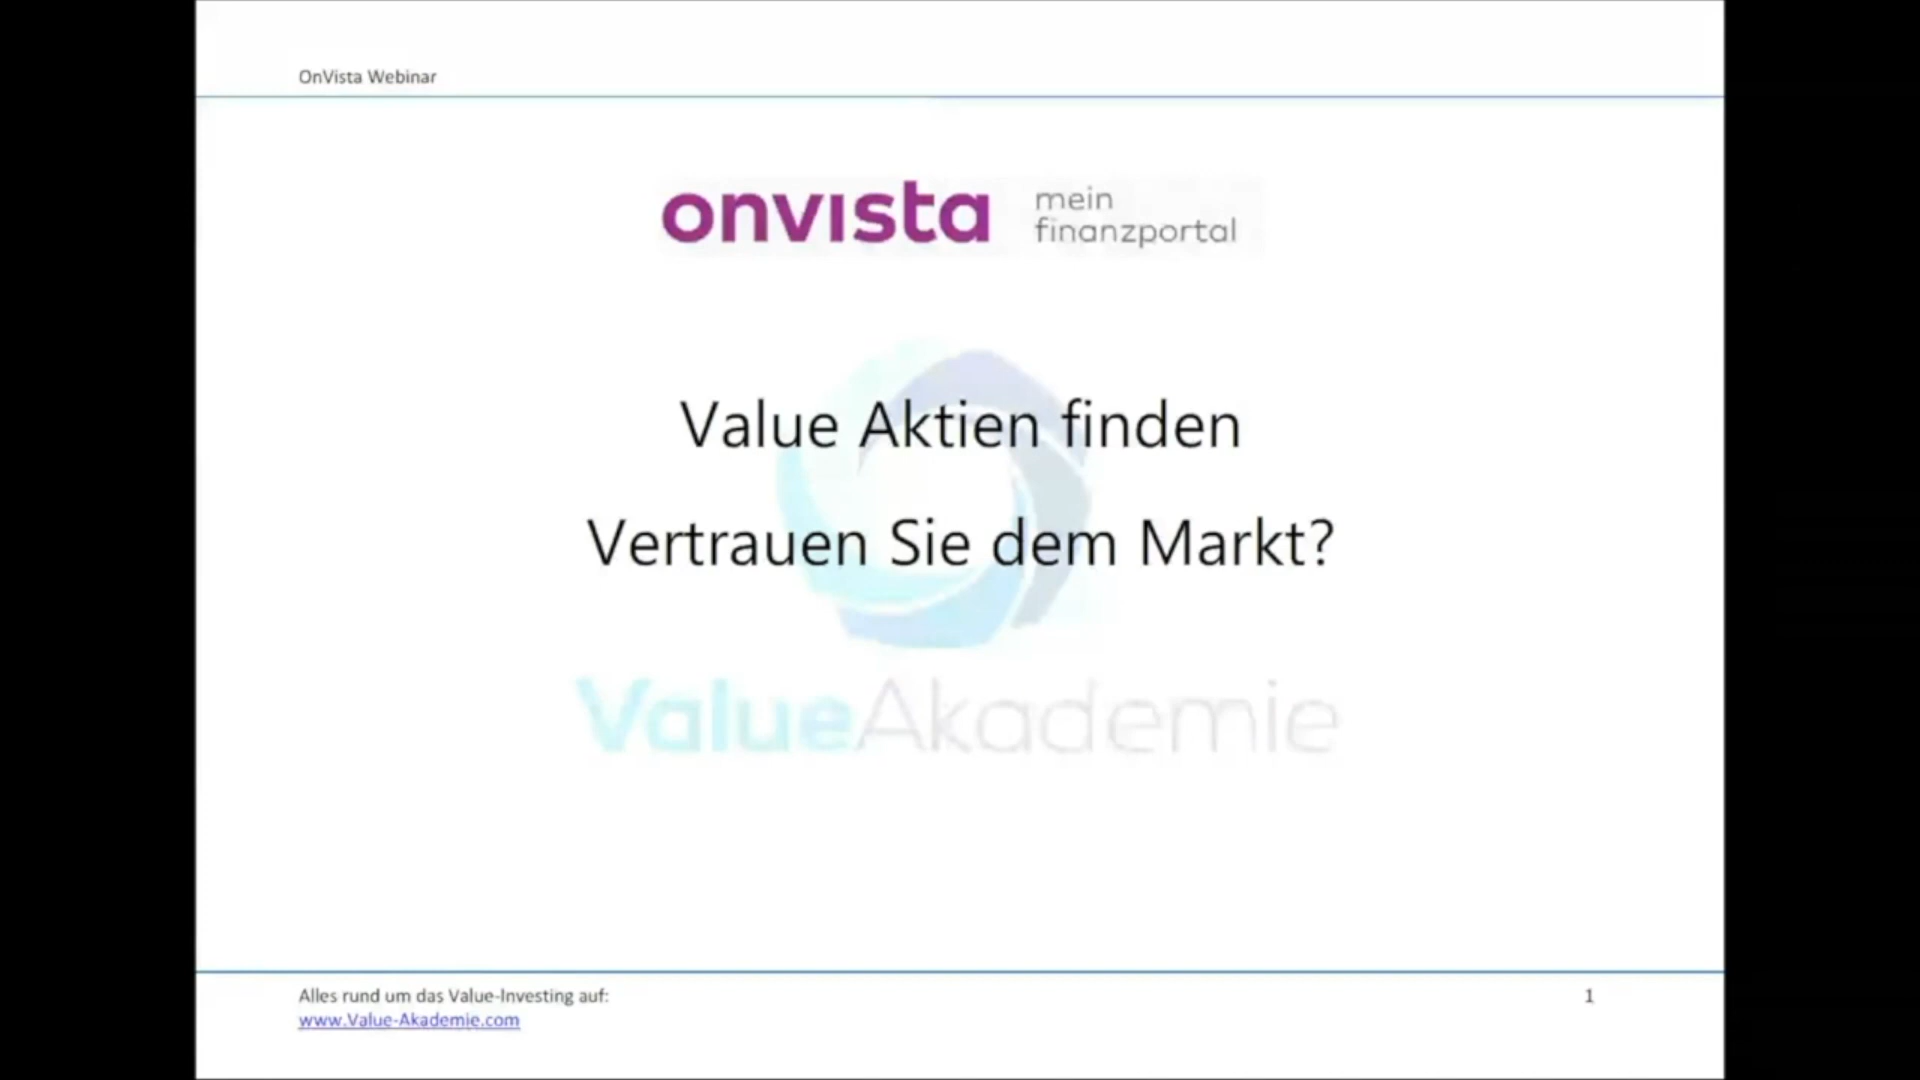 OnVista Webinar
onvista
mein
finanzportal
Value Aktien finden
Vertrauen Sie dem Markt?
ValueAkademie
Alles rund um das Value-Investing auf:
www.Value-Akademie.com
1